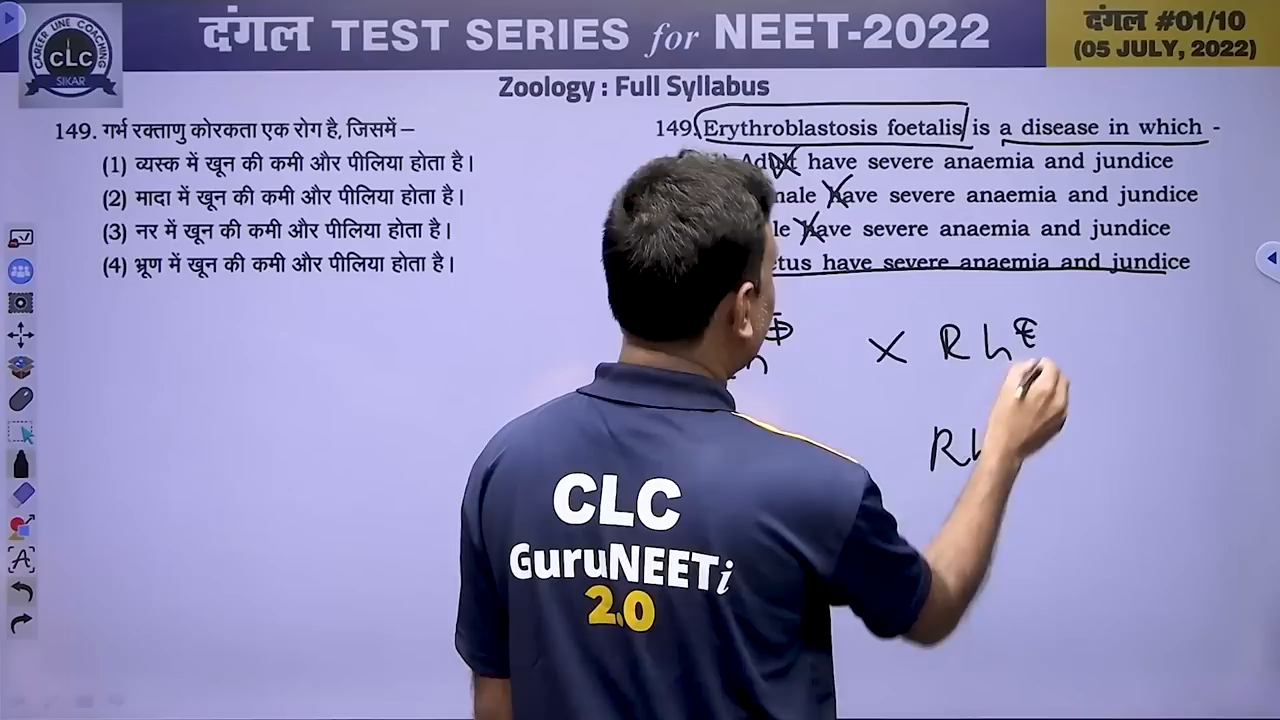 CAREER LINE COACHING
CLC
SIKAR
दंगल TEST SERIES for NEET-2022
दंगल #01/10
(05 JULY, 2022)
Zoology : Full Syllabus
149. गर्भ रक्ताणु कोरकता एक रोग है, जिसमें –
(1) व्यस्क में खून की कमी और पीलिया होता है।
(2) मादा में खून की कमी और पीलिया होता है।
(3) नर में खून की कमी और पीलिया होता है।
(4) भ्रूण में खून की कमी और पीलिया होता है।
149. Erythroblastosis foetalis is a disease in which -
Adult have severe anaemia and jundice
have severe anaemia and jundice
have severe anaemia and jundice
have severe anaemia and jundice
X Rh
Rh
CLC
GuruNEETi
2.0